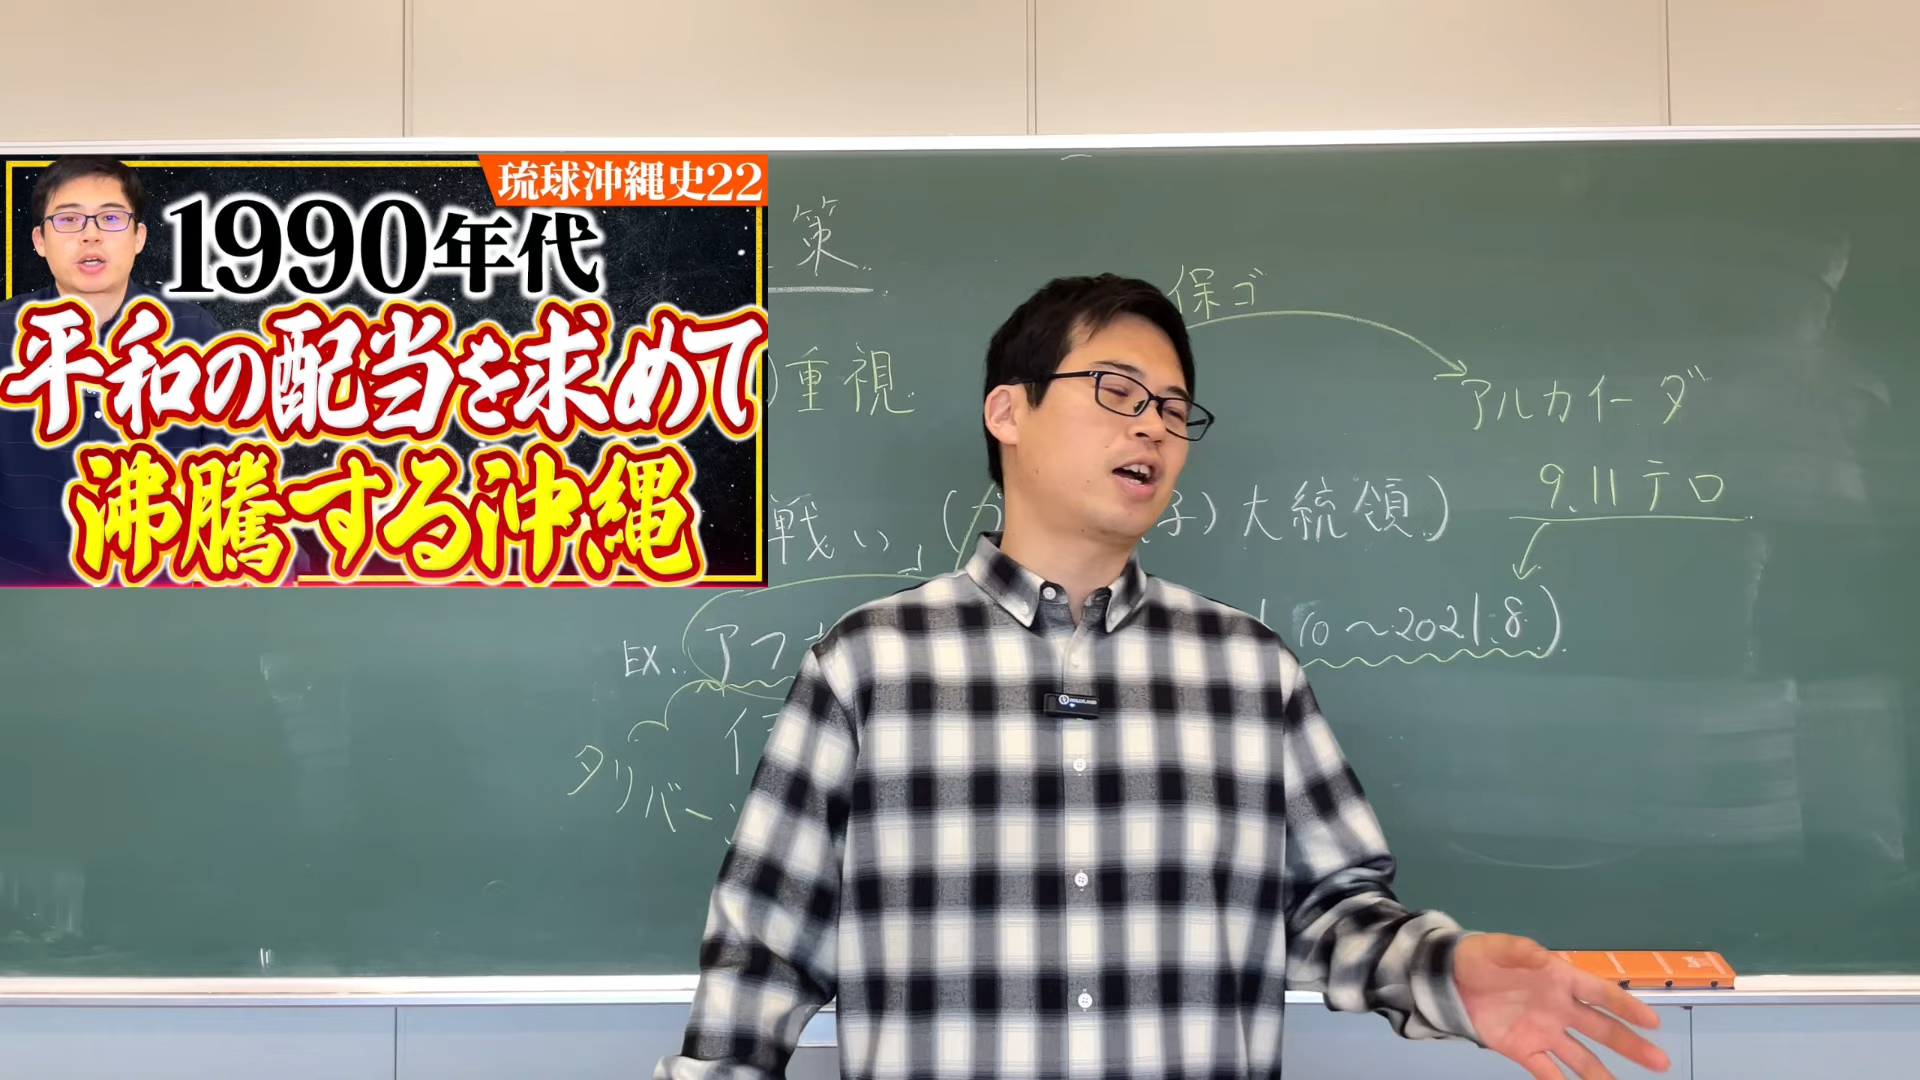 琉球沖縄史22
1990年代
平和の配当を求めて
沸騰する沖縄
策
保ゴ
重視
アルカイーダ
9.11テロ
戦い」(
子)大統領)
EX. アフ
10～2021.8)
タリバーン